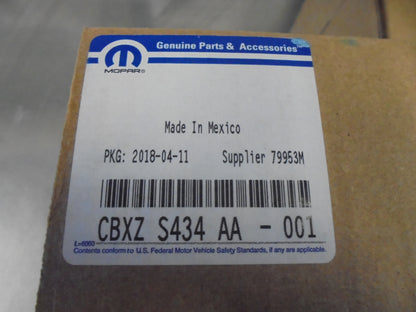 Genuine Parts & Accessories
MOPAR®
Made In Mexico
PKG: 2018-04-11 Supplier 79953M
CBXZ S434 AA - 001
L-6060
Contents conform to U.S. Federal Motor Vehicle Safety Standards, if any are applicable.